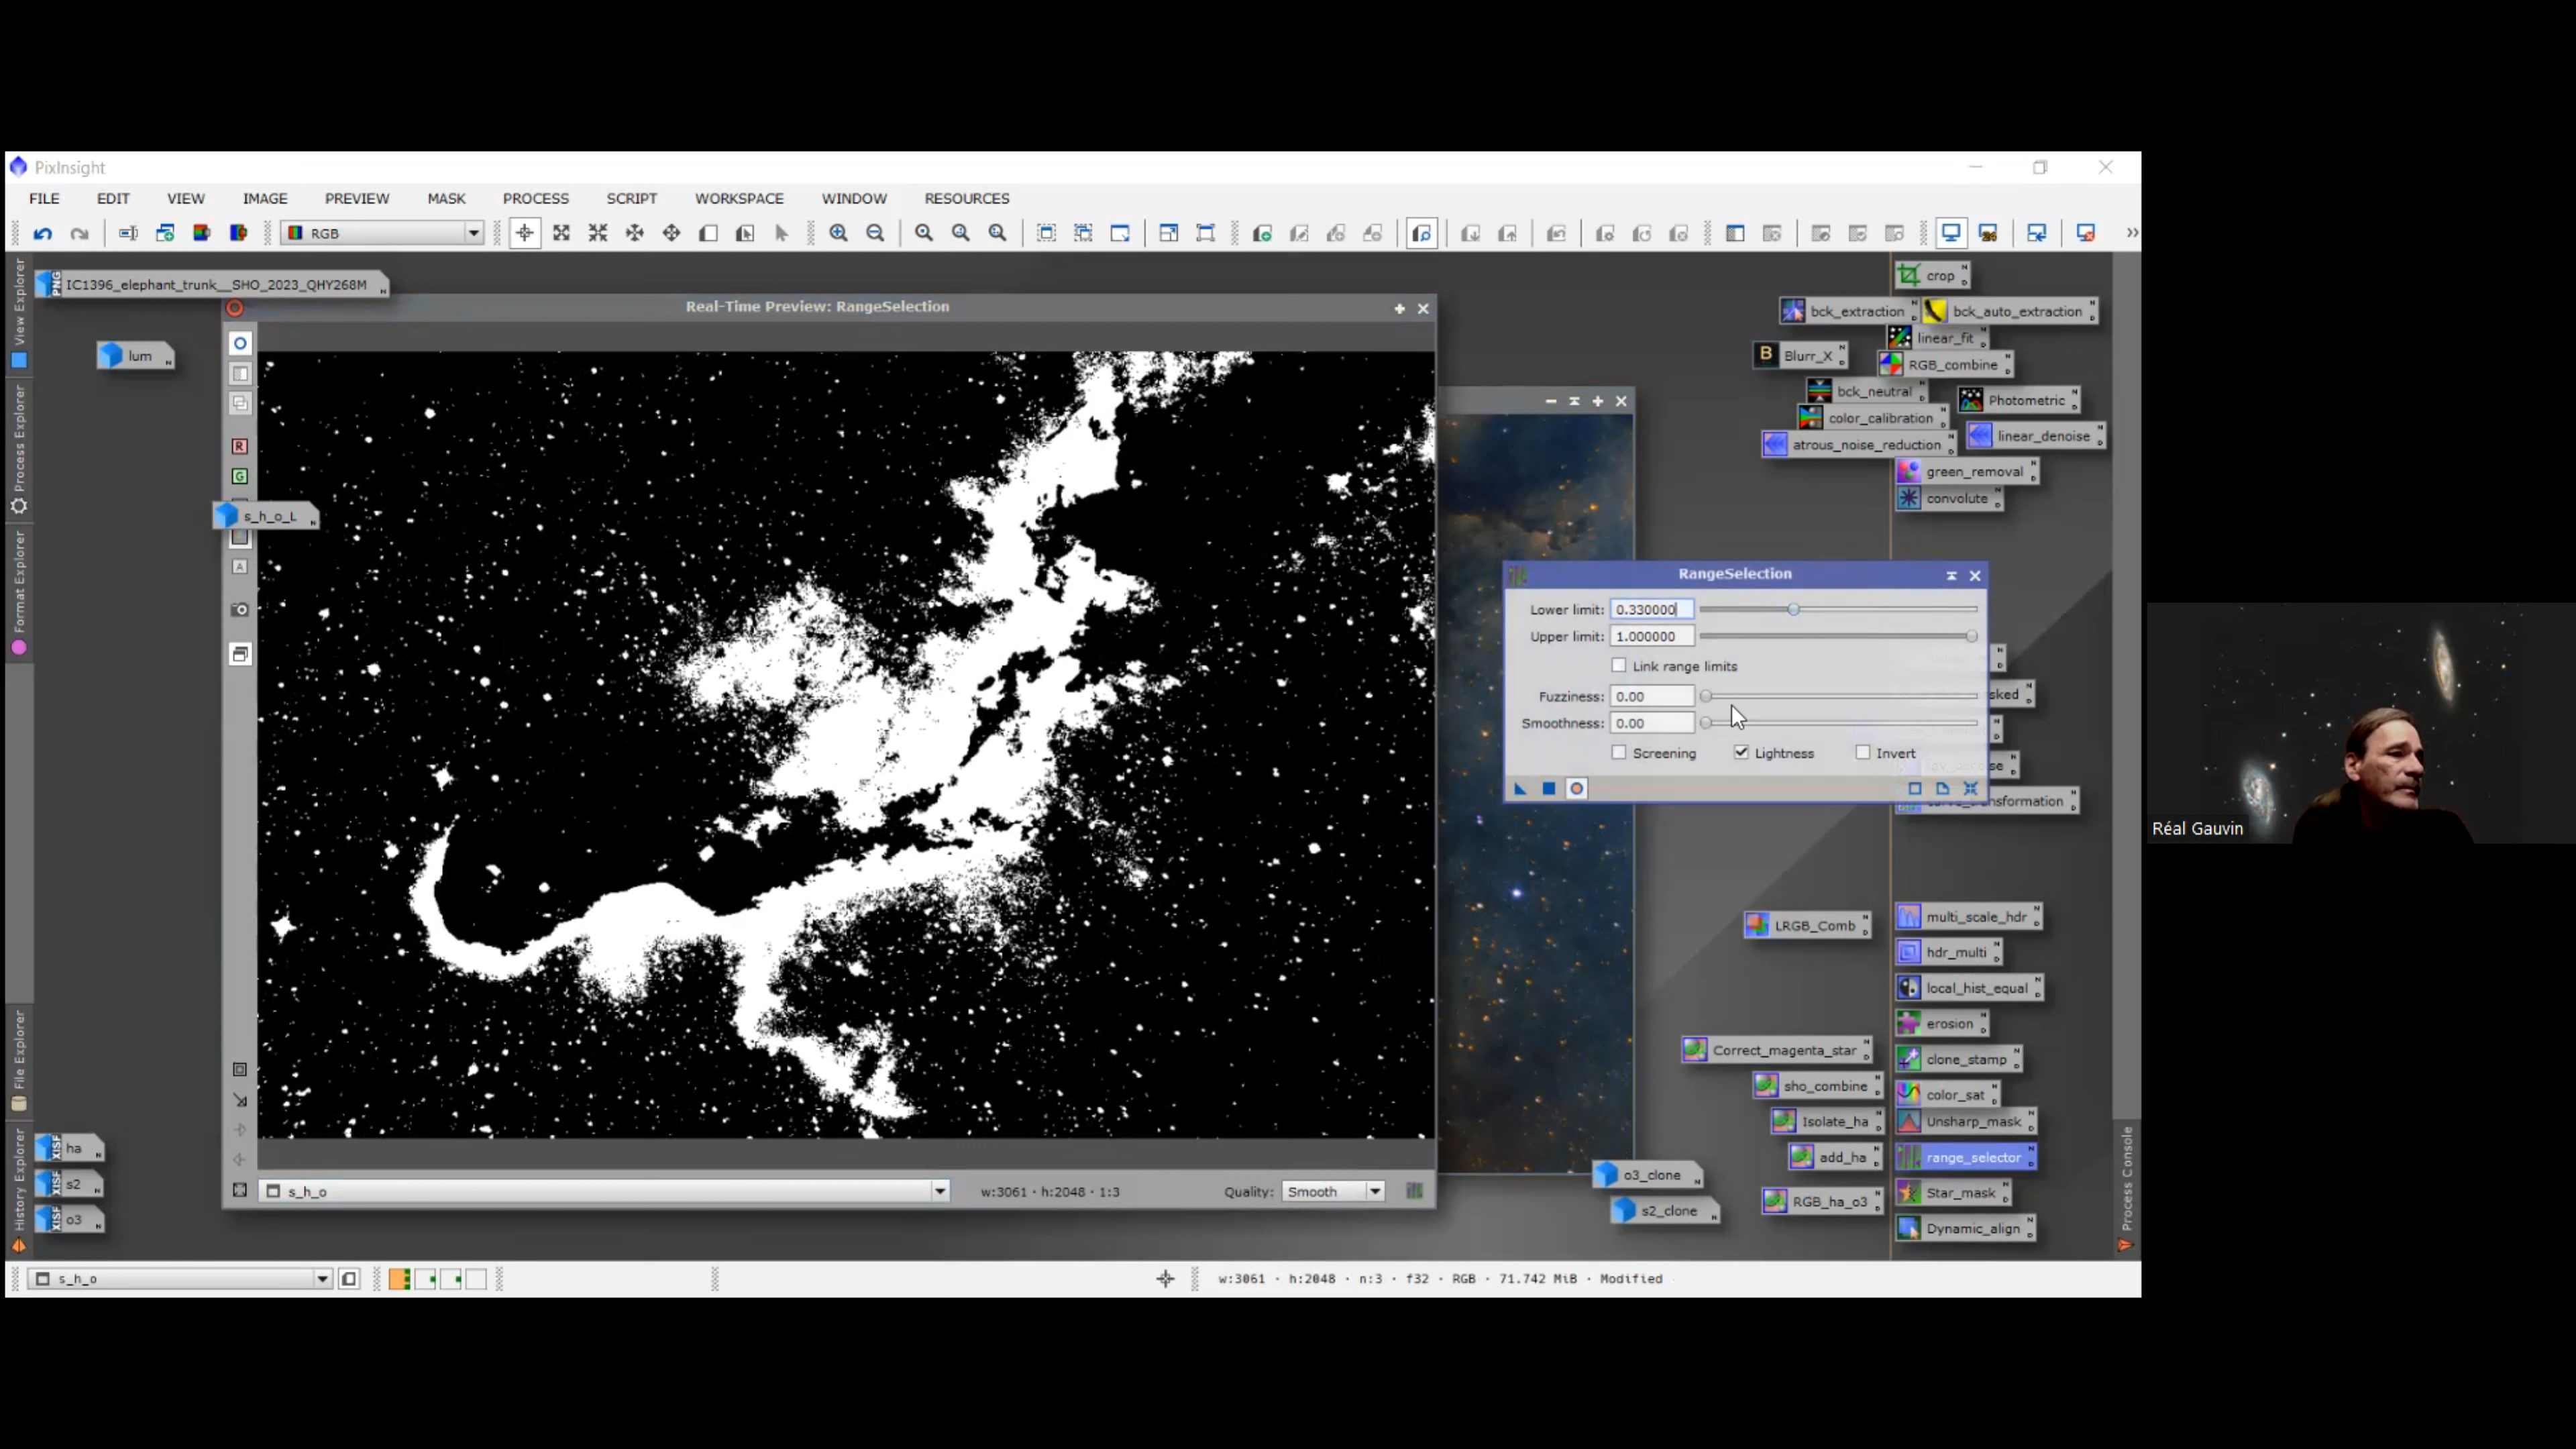 PixInsight
FILE EDIT VIEW IMAGE PREVIEW MASK PROCESS SCRIPT WORKSPACE WINDOW RESOURCES
RGB
View Explorer
Process Explorer
Format Explorer
File Explorer
History Explorer
PNG IC1396_elephant_trunk__SHO_2023_QHY268M
lum
s_h_o_L
Real-Time Preview: RangeSelection
R
G
A
XISF ha
XISF s2
XISF o3
s_h_o
w:3061 · h:2048 · 1:3
Quality: Smooth
RangeSelection
Lower limit: 0.330000
Upper limit: 1.000000
Link range limits
Fuzziness: 0.00
Smoothness: 0.00
Screening Lightness Invert
crop
bck_extraction
bck_auto_extraction
linear_fit
B Blurr_X
RGB_combine
bck_neutral
Photometric
color_calibration
linear_denoise
atrous_noise_reduction
green_removal
convolute
LRGB_Comb
multi_scale_hdr
hdr_multi
local_hist_equal
erosion
Correct_magenta_star
clone_stamp
sho_combine
color_sat
Isolate_ha
Unsharp_mask
add_ha
range_selector
o3_clone
Star_mask
RGB_ha_o3
s2_clone
Dynamic_align
Process Console
s_h_o
w:3061 · h:2048 · n:3 · f32 · RGB · 71.742 MiB · Modified
Réal Gauvin